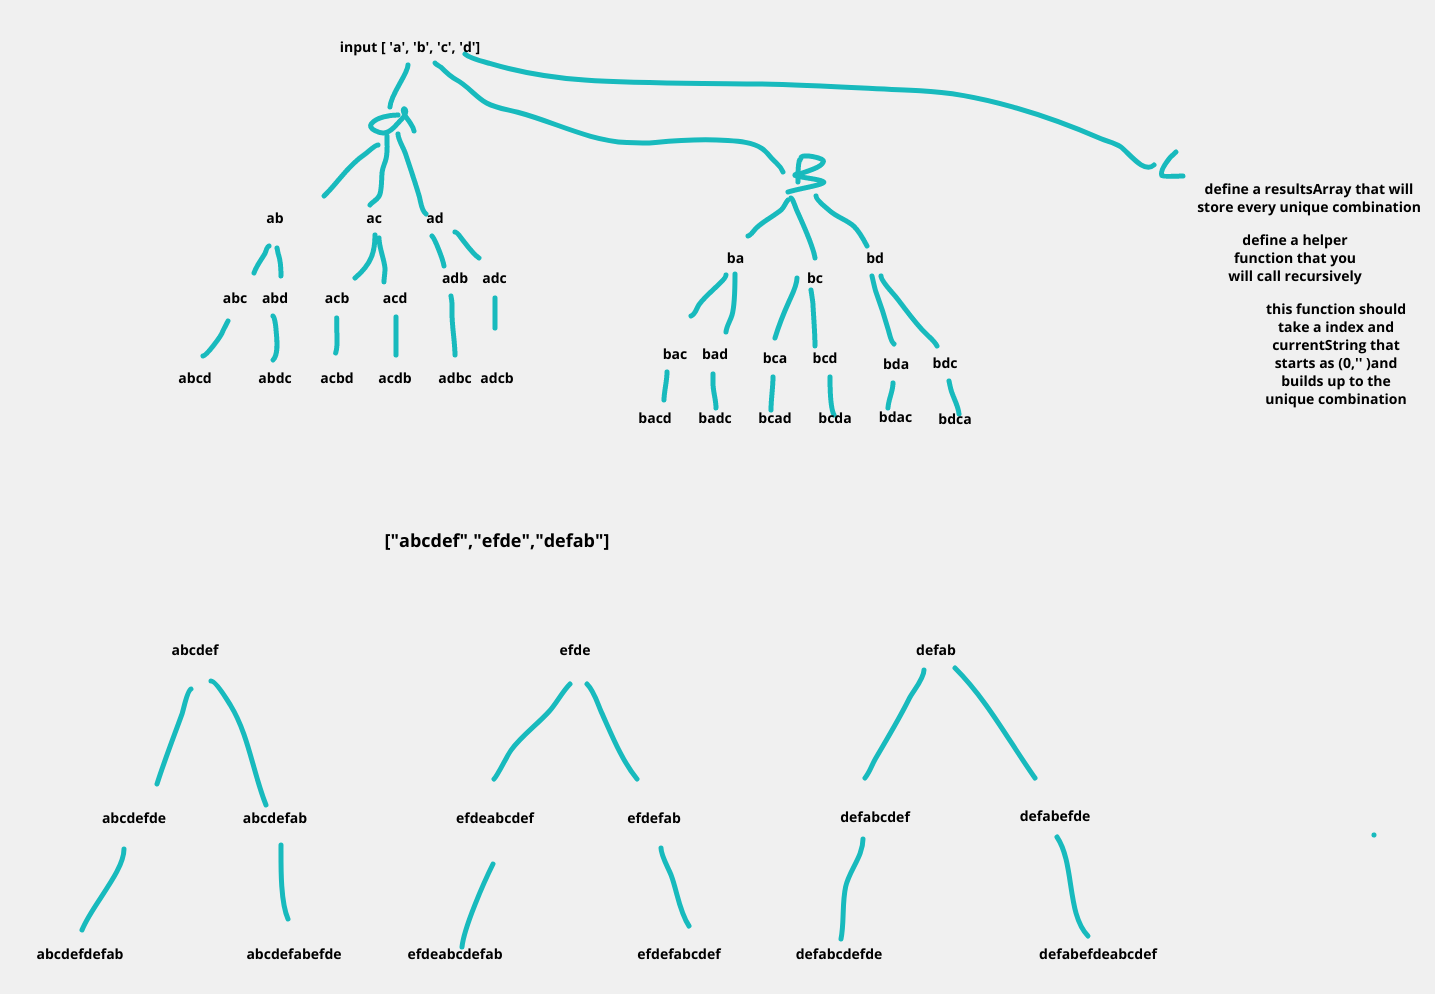 input [ 'a', 'b', 'c', 'd']
a
B
C
define a resultsArray that will
store every unique combination
define a helper
function that you
will call recursively
this function should
take a index and
currentString that
starts as (0,'' )and
builds up to the
unique combination
ab ac ad
abc abd acb acd adb adc
abcd abdc acbd acdb adbc adcb
ba bc bd
bac bad bca bcd bda bdc
bacd badc bcad bcda bdac bdca
["abcdef","efde","defab"]
abcdef efde defab
abcdefde abcdefab efdeabcdef efdefab defabcdef defabefde
abcdefdefab abcdefabefde efdeabcdefab efdefabcdef defabcdefde defabefdeabcdef